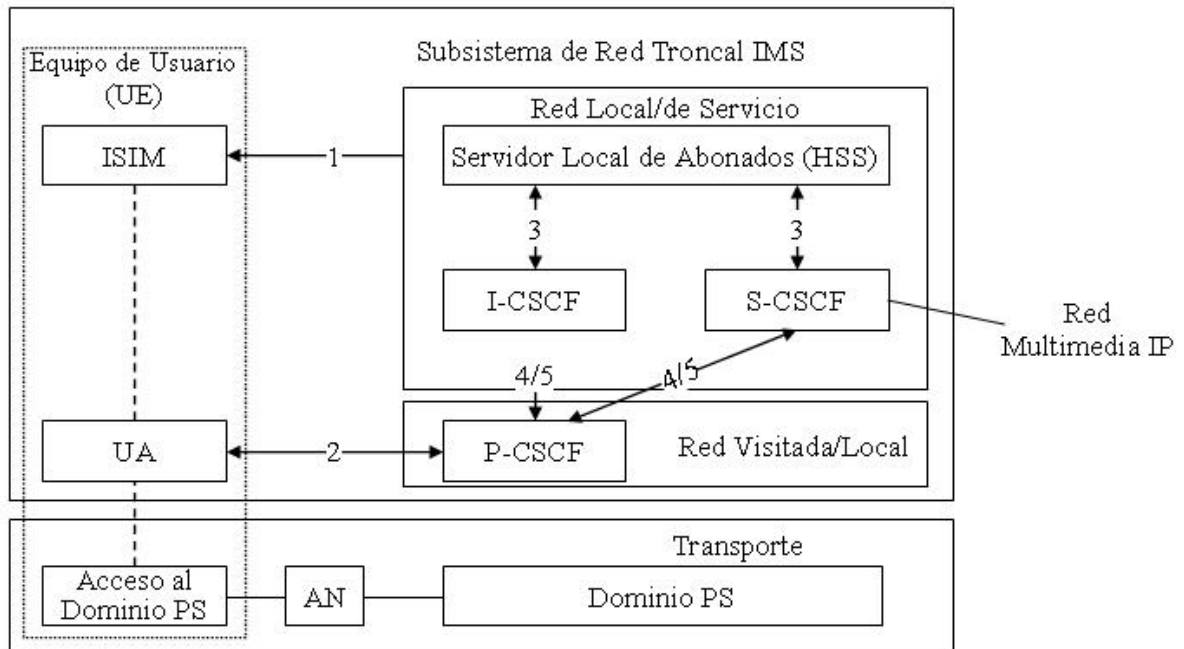 Subsistema de Red Troncal IMS
Equipo de Usuario
(UE)
Red Local/de Servicio
ISIM
1
Servidor Local de Abonados (HSS)
3
3
I-CSCF
S-CSCF
Red
Multimedia IP
4/5
4/5
UA
2
P-CSCF
Red Visitada/Local
Transporte
Acceso al
Dominio PS
AN
Dominio PS